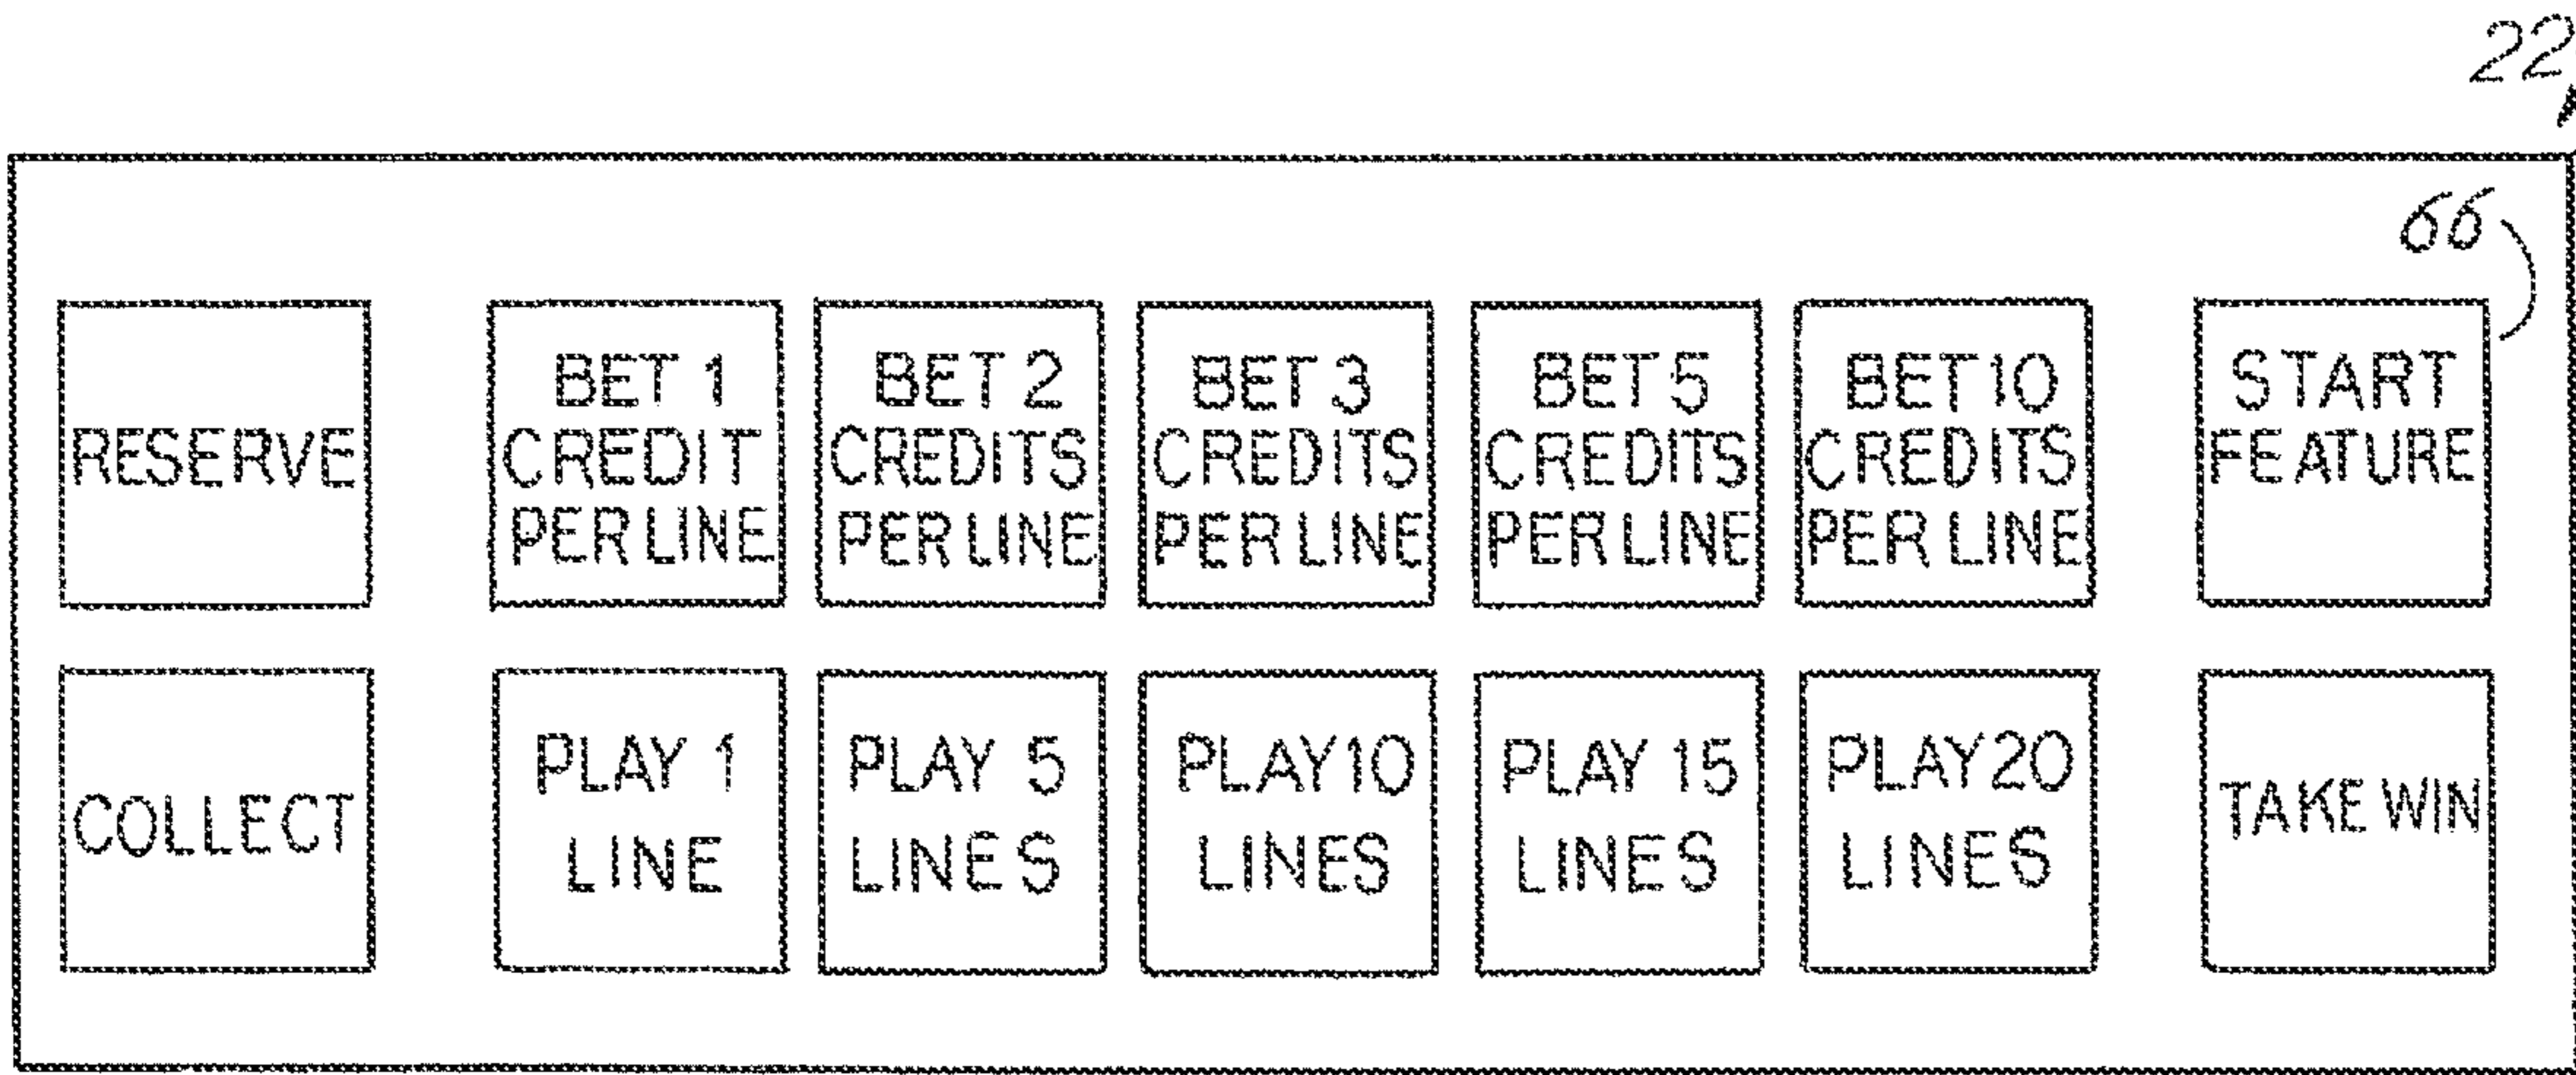 22
66
RESERVE
BET 1
CREDIT
PER LINE
BET 2
CREDITS
PER LINE
BET 3
CREDITS
PER LINE
BET 5
CREDITS
PER LINE
BET 10
CREDITS
PER LINE
START
FEATURE
COLLECT
PLAY 1
LINE
PLAY 5
LINES
PLAY 10
LINES
PLAY 15
LINES
PLAY 20
LINES
TAKE WIN